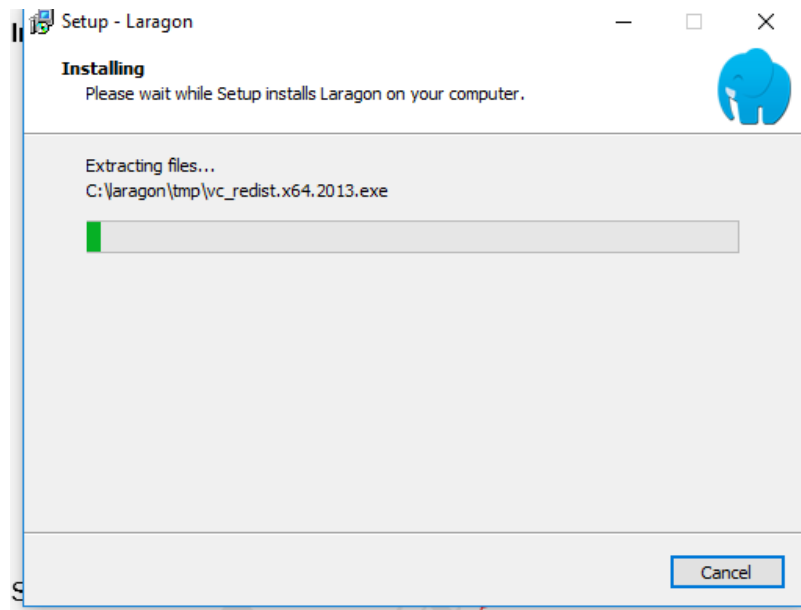 Setup - Laragon
Installing
Please wait while Setup installs Laragon on your computer.
Extracting files...
C:\laragon\tmp\vc_redist.x64.2013.exe
Cancel